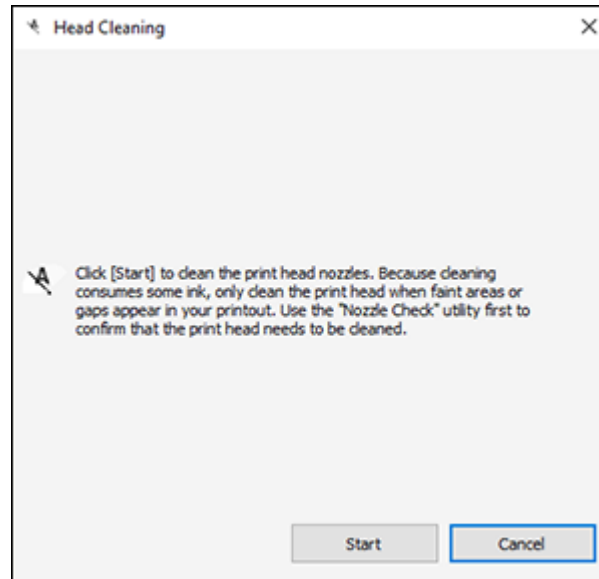 Head Cleaning
Click [Start] to clean the print head nozzles. Because cleaning
consumes some ink, only clean the print head when faint areas or
gaps appear in your printout. Use the "Nozzle Check" utility first to
confirm that the print head needs to be cleaned.
Start
Cancel